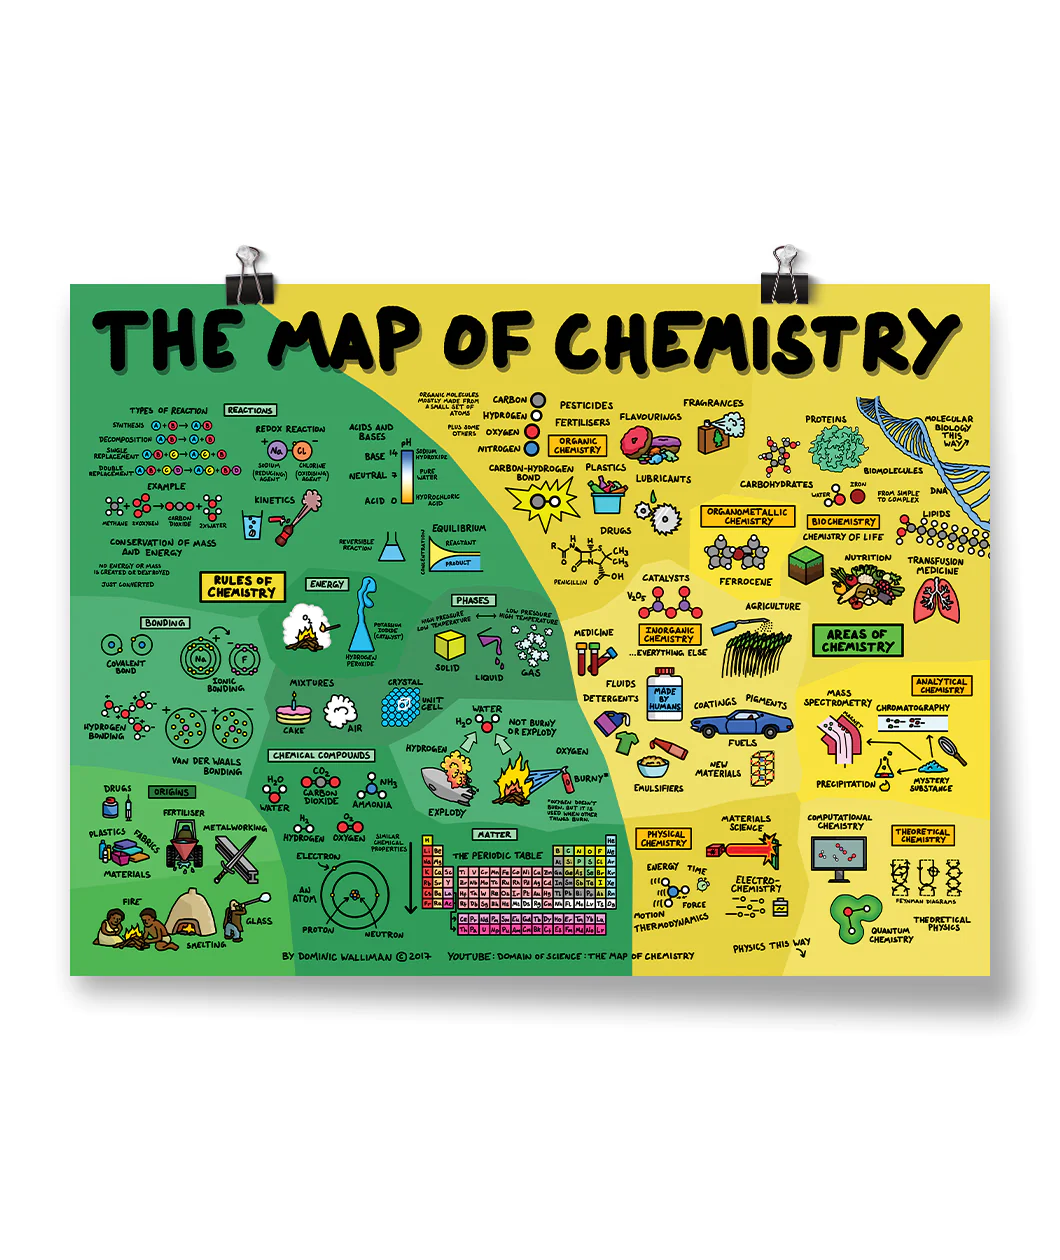 THE MAP OF CHEMISTRY
TYPES OF REACTION
REACTIONS
SYNTHESIS A + B → A B
DECOMPOSITION A B → A + B
SINGLE
REPLACEMENT A B + C → A C + B
DOUBLE
REPLACEMENT A B + C D → A C + B D
EXAMPLE
METHANE
2XOXYGEN
CARBON
DIOXIDE
2XWATER
CONSERVATION OF MASS
AND ENERGY
NO ENERGY OR MASS
IS CREATED OR DESTROYED
JUST CONVERTED
REDOX REACTION
+ Na
CL -
SODIUM
(REDUCING)
AGENT
CHLORINE
(OXIDISING)
AGENT
KINETICS
ACIDS AND
BASES
pH
BASE 14
SODIUM
HYDROXIDE
NEUTRAL 7
PURE
WATER
ACID 0
HYDROCHLORIC
ACID
EQUILIBRIUM
REVERSIBLE
REACTION
CONCENTRATION
REACTANT
PRODUCT
RULES OF
CHEMISTRY
ENERGY
POTASSIUM
IODIDE
(CATALYST)
HYDROGEN
PEROXIDE
PHASES
HIGH PRESSURE
LOW TEMPERATURE
LOW PRESSURE
HIGH TEMPERATURE
SOLID
LIQUID
GAS
BONDING
COVALENT
BOND
Na
F
IONIC
BONDING
HYDROGEN
BONDING
VAN DER WAALS
BONDING
MIXTURES
CAKE
AIR
CRYSTAL
UNIT
CELL
WATER
H2O
NOT BURNY
OR EXPLODY
HYDROGEN
EXPLODY
OXYGEN
BURNY*
*OXYGEN DOESN'T
BURN, BUT IT IS
USED WHEN OTHER
THINGS BURN.
CHEMICAL COMPOUNDS
H2O
WATER
CO2
CARBON
DIOXIDE
NH3
AMMONIA
H2
HYDROGEN
O2
OXYGEN
SIMILAR
CHEMICAL
PROPERTIES
ELECTRON
AN
ATOM
PROTON
NEUTRON
MATTER
THE PERIODIC TABLE
DRUGS
ORIGINS
FERTILISER
PLASTICS
FABRICS
METALWORKING
MATERIALS
FIRE
SMELTING
GLASS
BY DOMINIC WALLIMAN © 2017
YOUTUBE: DOMAIN OF SCIENCE: THE MAP OF CHEMISTRY
ORGANIC MOLECULES
MOSTLY MADE FROM
A SMALL SET OF
ATOMS
PLUS SOME
OTHERS
CARBON
HYDROGEN
OXYGEN
NITROGEN
PESTICIDES
FERTILISERS
ORGANIC
CHEMISTRY
FLAVOURINGS
FRAGRANCES
CARBON-HYDROGEN
BOND
PLASTICS
LUBRICANTS
DRUGS
PENICILLIN
R
H
N
H
S
CH3
CH3
O
N
O
OH
CARBOHYDRATES
PROTEINS
BIOMOLECULES
MOLECULAR
BIOLOGY
THIS
WAY
DNA
WATER
IRON
FROM SIMPLE
TO COMPLEX
LIPIDS
ORGANOMETALLIC
CHEMISTRY
FERROCENE
BIOCHEMISTRY
CHEMISTRY OF LIFE
NUTRITION
TRANSFUSION
MEDICINE
CATALYSTS
V2O5
INORGANIC
CHEMISTRY
...EVERYTHING ELSE
AGRICULTURE
MEDICINE
FLUIDS
DETERGENTS
MADE
BY
HUMANS
COATINGS
PIGMENTS
FUELS
NEW
MATERIALS
EMULSIFIERS
AREAS OF
CHEMISTRY
ANALYTICAL
CHEMISTRY
MASS
SPECTROMETRY
MAGNET
CHROMATOGRAPHY
PRECIPITATION
MYSTERY
SUBSTANCE
PHYSICAL
CHEMISTRY
MATERIALS
SCIENCE
ENERGY
TIME
FORCE
MOTION
THERMODYNAMICS
ELECTRO-
CHEMISTRY
PHYSICS THIS WAY
COMPUTATIONAL
CHEMISTRY
THEORETICAL
CHEMISTRY
FEYNMAN DIAGRAMS
QUANTUM
CHEMISTRY
THEORETICAL
PHYSICS